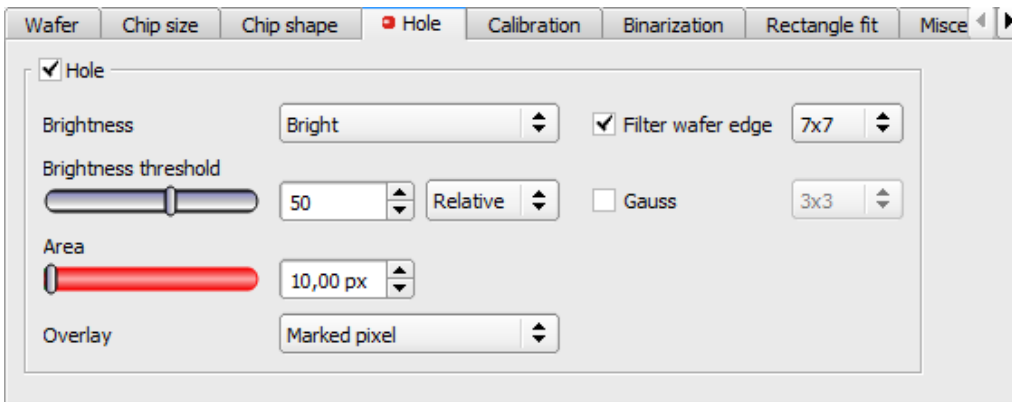 Wafer Chip size Chip shape Hole Calibration Binarization Rectangle fit Misce
Hole
Brightness Bright Filter wafer edge 7x7
Brightness threshold
50 Relative Gauss 3x3
Area
10,00 px
Overlay Marked pixel